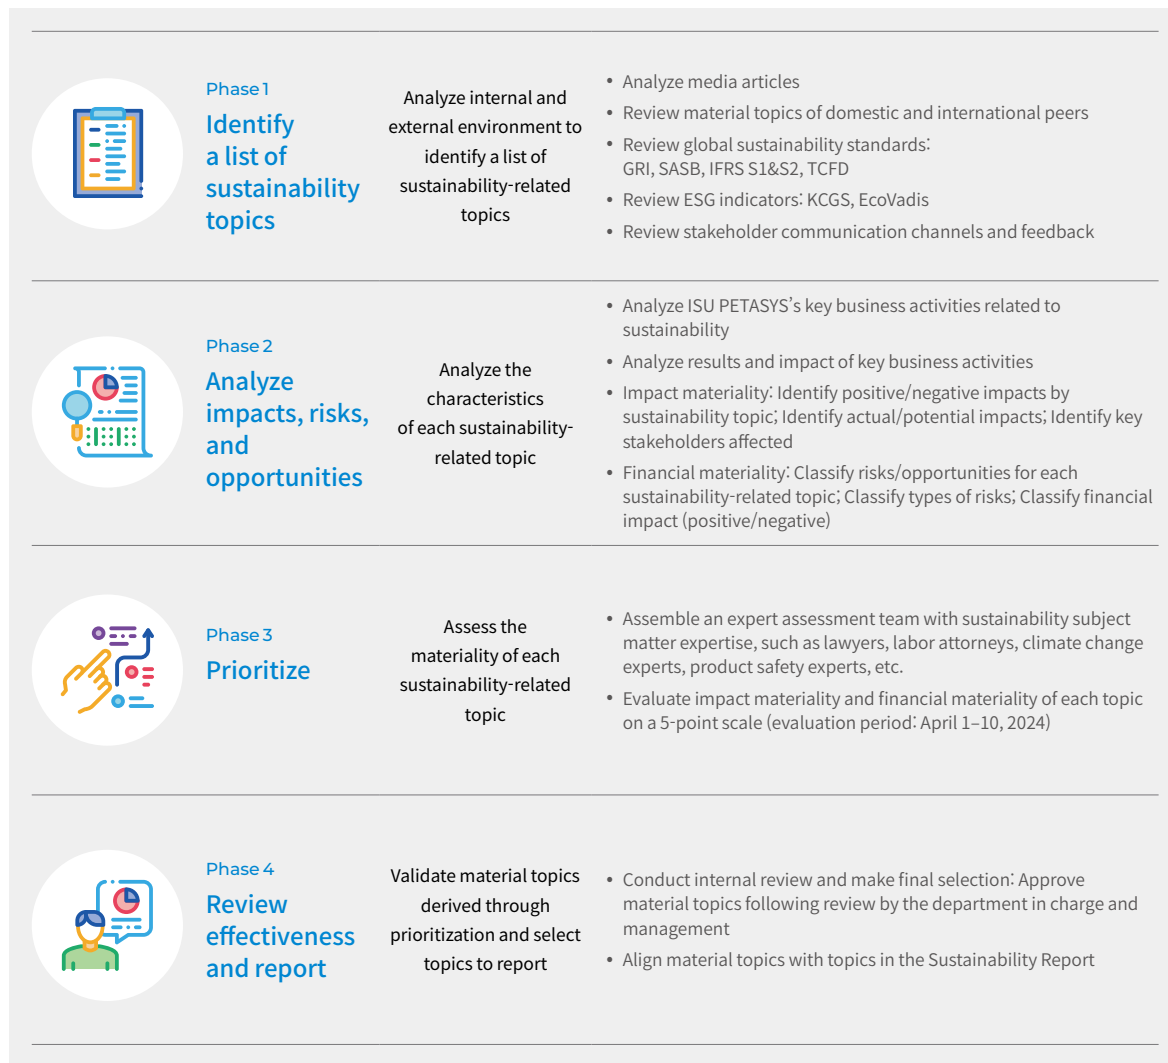 Phase 1
Identify
a list of
sustainability
topics
Analyze internal and
external environment to
identify a list of
sustainability-related
topics
• Analyze media articles
• Review material topics of domestic and international peers
• Review global sustainability standards:
GRI, SASB, IFRS S1&S2, TCFD
• Review ESG indicators: KCGS, EcoVadis
• Review stakeholder communication channels and feedback
Phase 2
Analyze
impacts, risks,
and
opportunities
Analyze the
characteristics
of each sustainability-
related topic
• Analyze ISU PETASYS’s key business activities related to
sustainability
• Analyze results and impact of key business activities
• Impact materiality: Identify positive/negative impacts by
sustainability topic; Identify actual/potential impacts; Identify key
stakeholders affected
• Financial materiality: Classify risks/opportunities for each
sustainability-related topic; Classify types of risks; Classify financial
impact (positive/negative)
Phase 3
Prioritize
Assess the
materiality of each
sustainability-related
topic
• Assemble an expert assessment team with sustainability subject
matter expertise, such as lawyers, labor attorneys, climate change
experts, product safety experts, etc.
• Evaluate impact materiality and financial materiality of each topic
on a 5-point scale (evaluation period: April 1–10, 2024)
Phase 4
Review
effectiveness
and report
Validate material topics
derived through
prioritization and select
topics to report
• Conduct internal review and make final selection: Approve
material topics following review by the department in charge and
management
• Align material topics with topics in the Sustainability Report